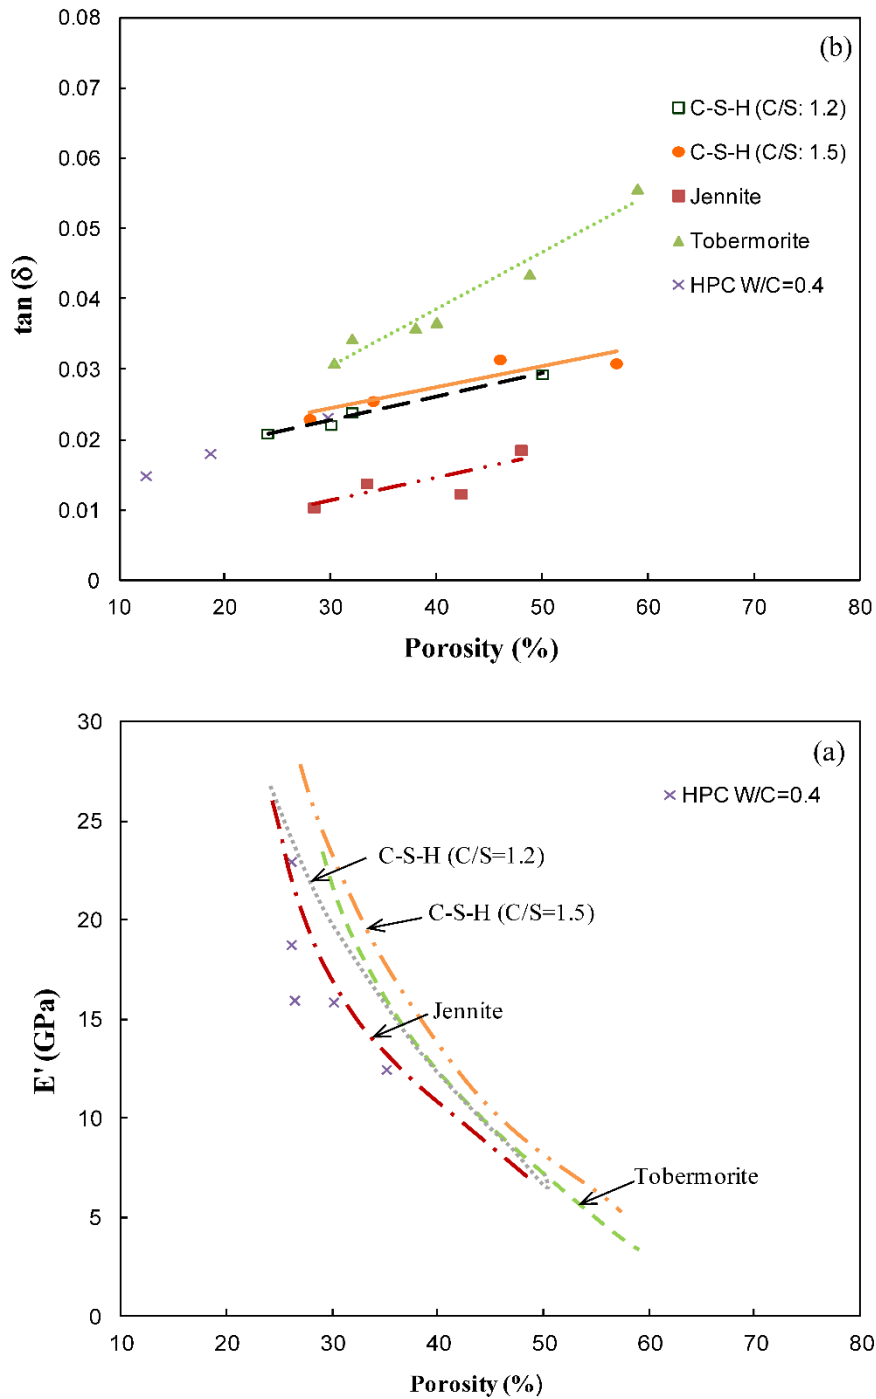 (b)
0.08
0.07
0.06
0.05
0.04
0.03
0.02
0.01
0
tan (δ)
C-S-H (C/S: 1.2)
C-S-H (C/S: 1.5)
Jennite
Tobermorite
HPC W/C=0.4
10 20 30 40 50 60 70 80
Porosity (%)
(a)
30
25
20
15
10
5
0
E' (GPa)
HPC W/C=0.4
C-S-H (C/S=1.2)
C-S-H (C/S=1.5)
Jennite
Tobermorite
10 20 30 40 50 60 70 80
Porosity (%)